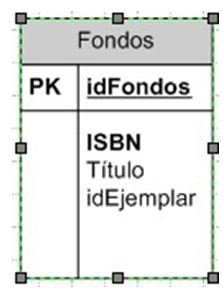 Fondos
PK idFondos
ISBN
Título
idEjemplar